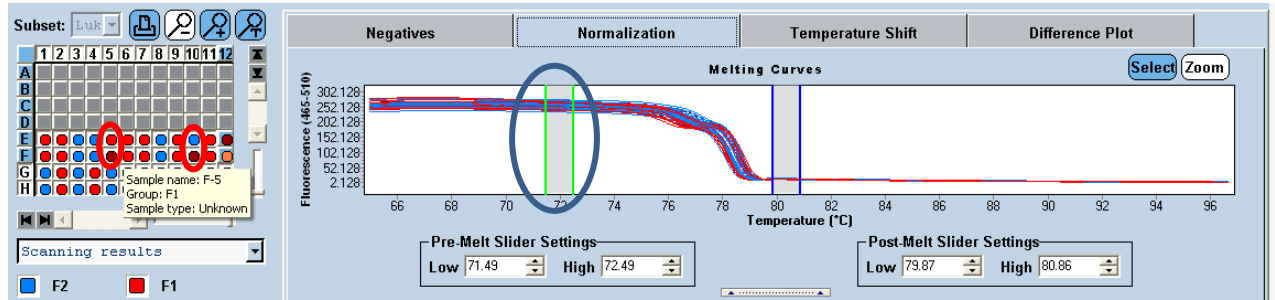 Subset: Luk
1 2 3 4 5 6 7 8 9 10 11 12
A
B
C
D
E
F
G
H
Sample name: F-5
Group: F1
Sample type: Unknown
Scanning results
F2 F1
Negatives Normalization Temperature Shift Difference Plot
Melting Curves
Select Zoom
Fluorescence (465-510)
302.128
252.128
202.128
152.128
102.128
52.128
2.128
66 68 70 72 74 76 78 80 82 84 86 88 90 92 94 96
Temperature (°C)
Pre-Melt Slider Settings
Low 71.49 High 72.49
Post-Melt Slider Settings
Low 79.87 High 80.86